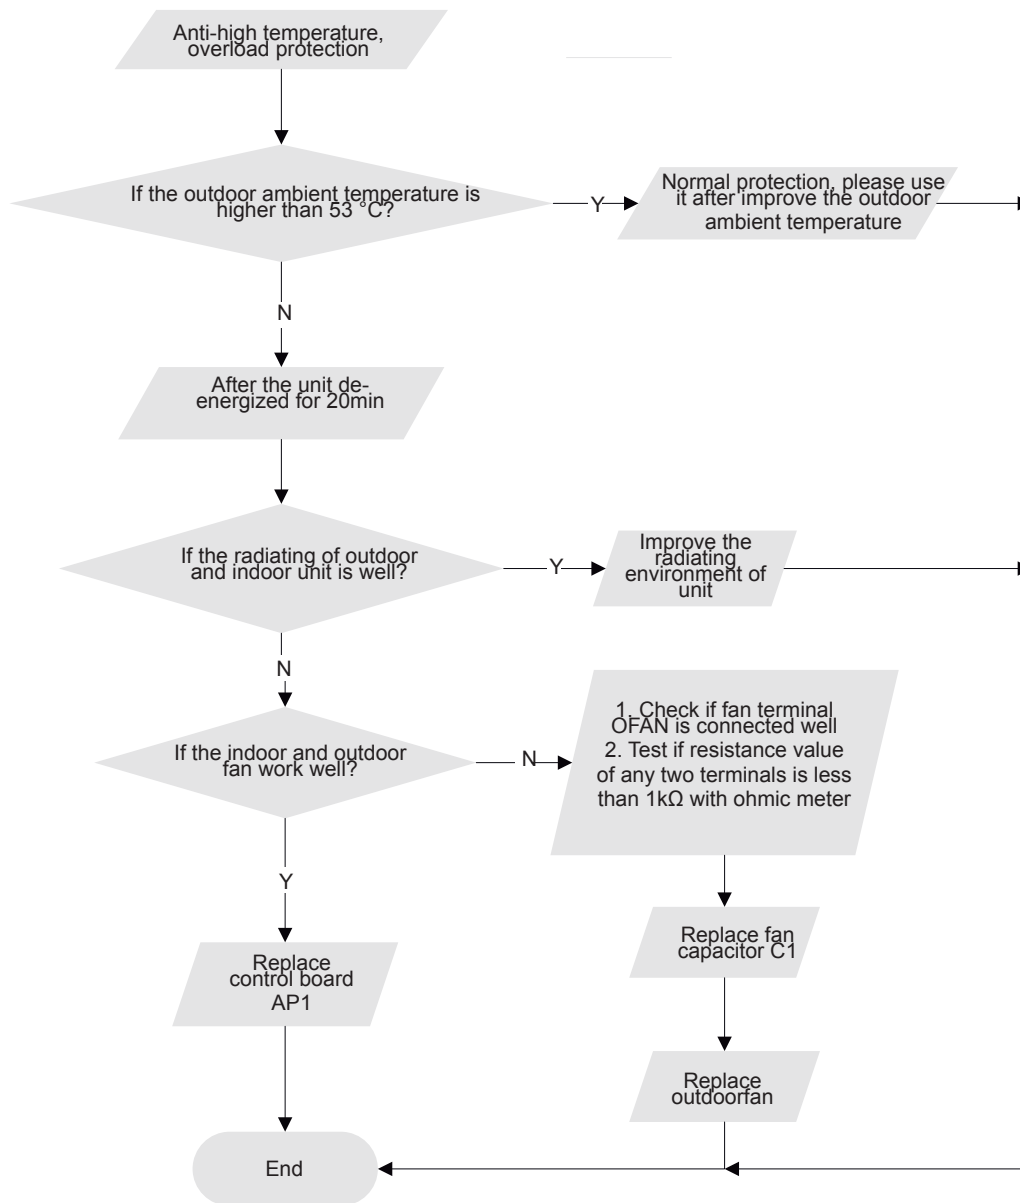 Anti-high temperature,
overload protection
If the outdoor ambient temperature is
higher than 53 °C?
Y
Normal protection, please use
it after improve the outdoor
ambient temperature
N
After the unit de-
energized for 20min
If the radiating of outdoor
and indoor unit is well?
Y
Improve the
radiating
environment of
unit
N
If the indoor and outdoor
fan work well?
N
1. Check if fan terminal
OFAN is connected well
2. Test if resistance value
of any two terminals is less
than 1kΩ with ohmic meter
Y
Replace
control board
AP1
Replace fan
capacitor C1
Replace
outdoorfan
End